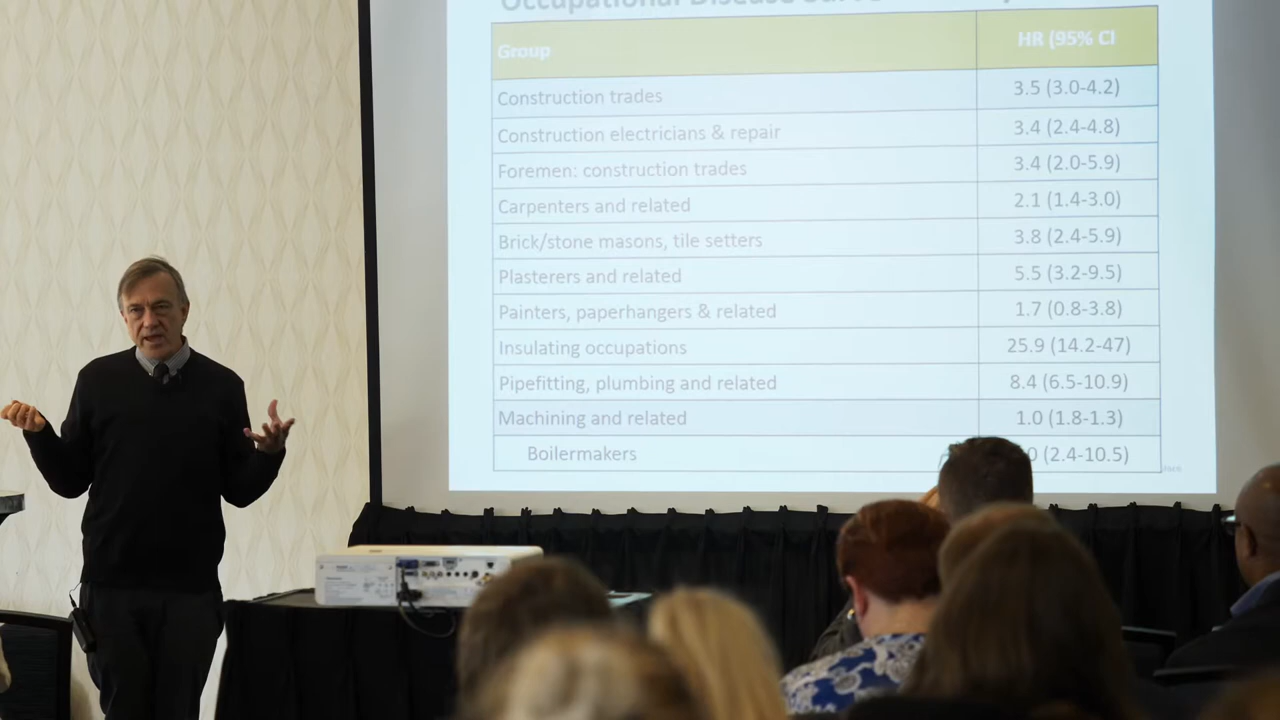 Occupational Disease
Group HR (95% CI
Construction trades 3.5 (3.0-4.2)
Construction electricians & repair 3.4 (2.4-4.8)
Foremen: construction trades 3.4 (2.0-5.9)
Carpenters and related 2.1 (1.4-3.0)
Brick/stone masons, tile setters 3.8 (2.4-5.9)
Plasterers and related 5.5 (3.2-9.5)
Painters, paperhangers & related 1.7 (0.8-3.8)
Insulating occupations 25.9 (14.2-47)
Pipefitting, plumbing and related 8.4 (6.5-10.9)
Machining and related 1.0 (1.8-1.3)
Boilermakers 0 (2.4-10.5)